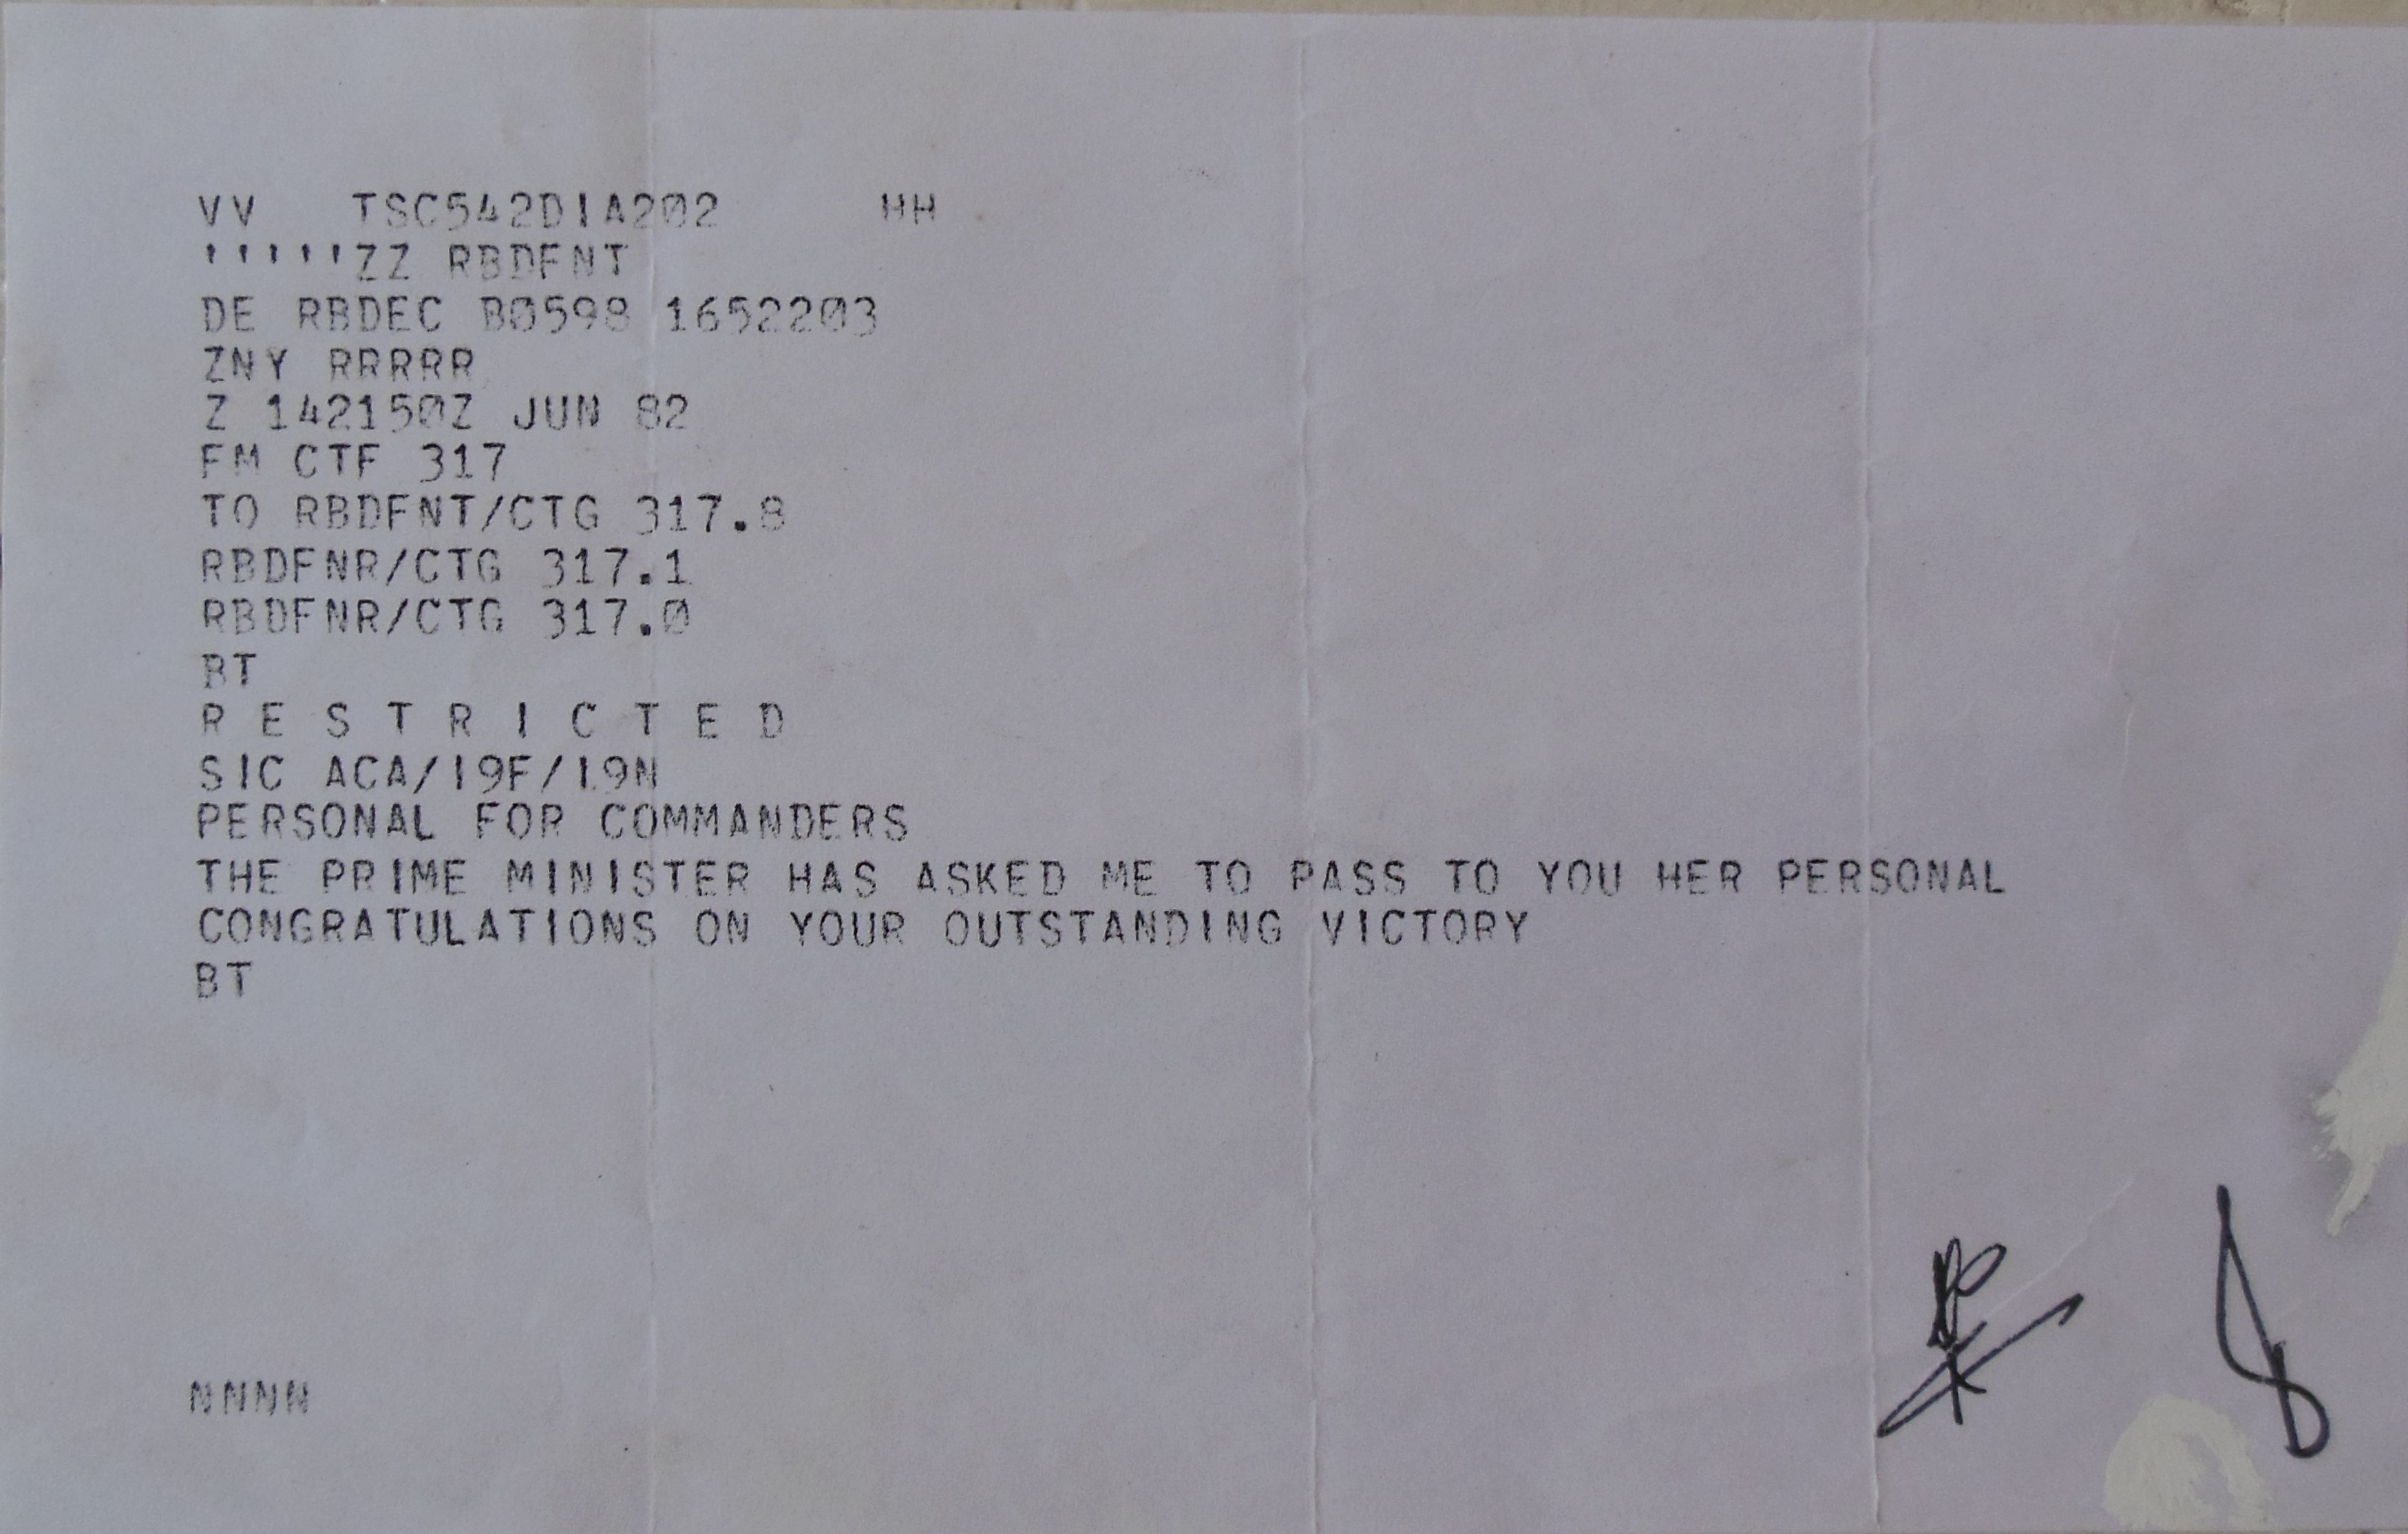 VV   TSC542DIA202     HH
'''''ZZ RBDFNT
DE RBDEC B0598 1652203
ZNY RRRRR
Z 142150Z JUN 82
FM CTF 317
TO RBDFNT/CTG 317.8
RBDFNR/CTG 317.1
RBDFNR/CTG 317.0
BT
R E S T R I C T E D
SIC ACA/I9F/I9N
PERSONAL FOR COMMANDERS
THE PRIME MINISTER HAS ASKED ME TO PASS TO YOU HER PERSONAL
CONGRATULATIONS ON YOUR OUTSTANDING VICTORY
BT
NNNN